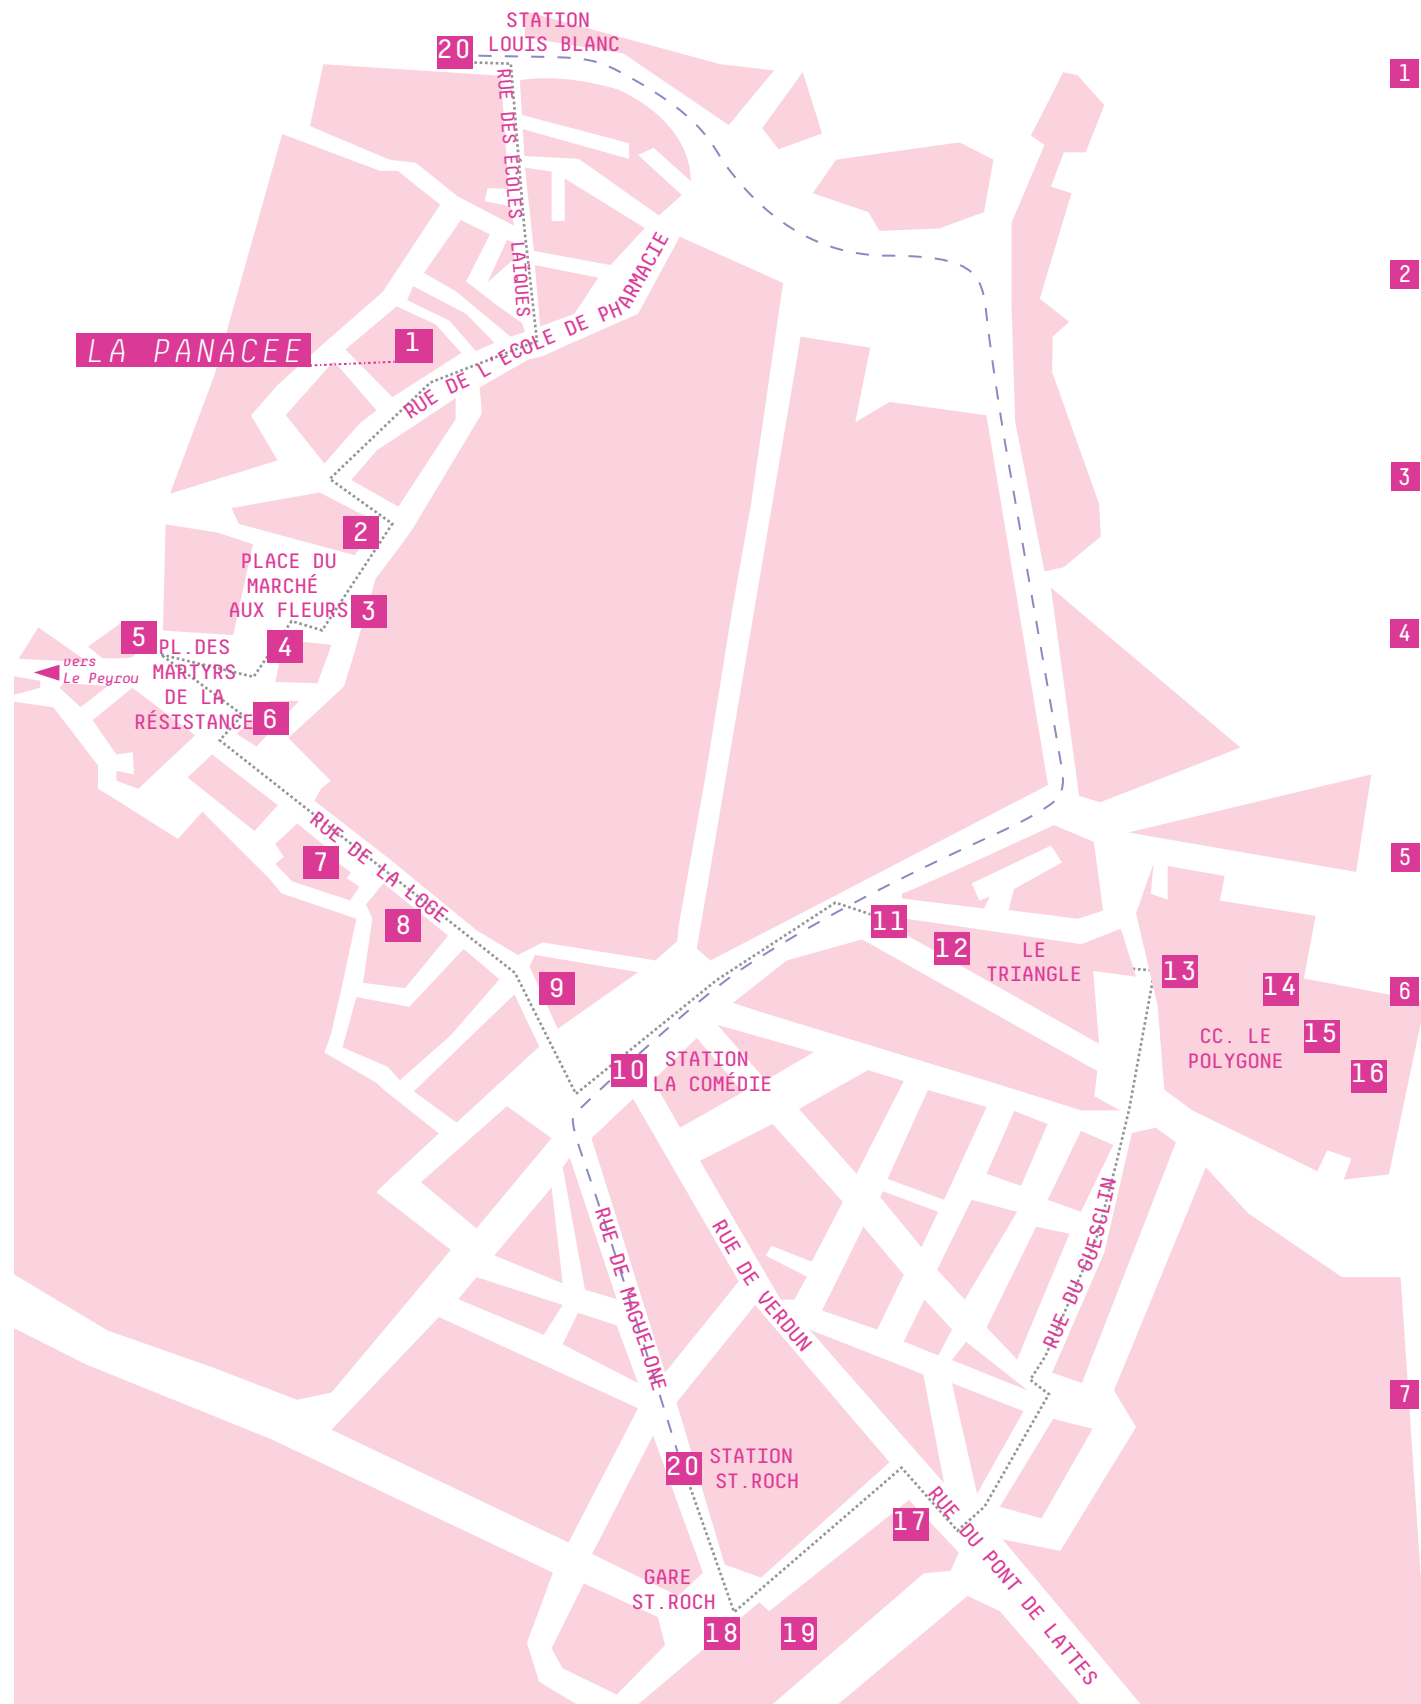 STATION
LOUIS BLANC
20
RUE DES ECOLES LAIQUES
1
2
RUE DE L'ECOLE DE PHARMACIE
LA PANACEE
1
3
2
PLACE DU
MARCHÉ
AUX FLEURS
3
4
5
4
PL.DES
MARTYRS
DE LA
RÉSISTANCE
vers
Le Peyrou
6
RUE DE LA LOGE
7
8
5
11
12
LE
TRIANGLE
13
9
14
6
15
CC. LE
POLYGONE
16
10
STATION
LA COMÉDIE
RUE DE MAGUELONE
RUE DE VERDUN
RUE DU GUESCLIN
7
20
STATION
ST.ROCH
17
RUE DU PONT DE LATTES
GARE
ST.ROCH
18
19